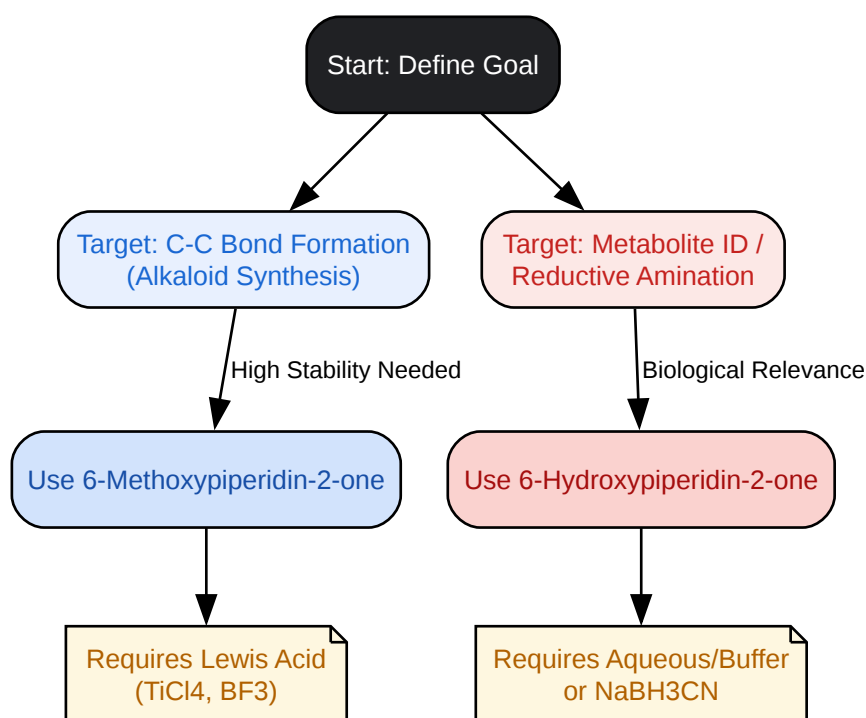 Start: Define Goal
Target: C-C Bond Formation
(Alkaloid Synthesis)
Target: Metabolite ID /
Reductive Amination
High Stability Needed
Biological Relevance
Use 6-Methoxypiperidin-2-one
Use 6-Hydroxypiperidin-2-one
Requires Lewis Acid
(TiCl4, BF3)
Requires Aqueous/Buffer
or NaBH3CN